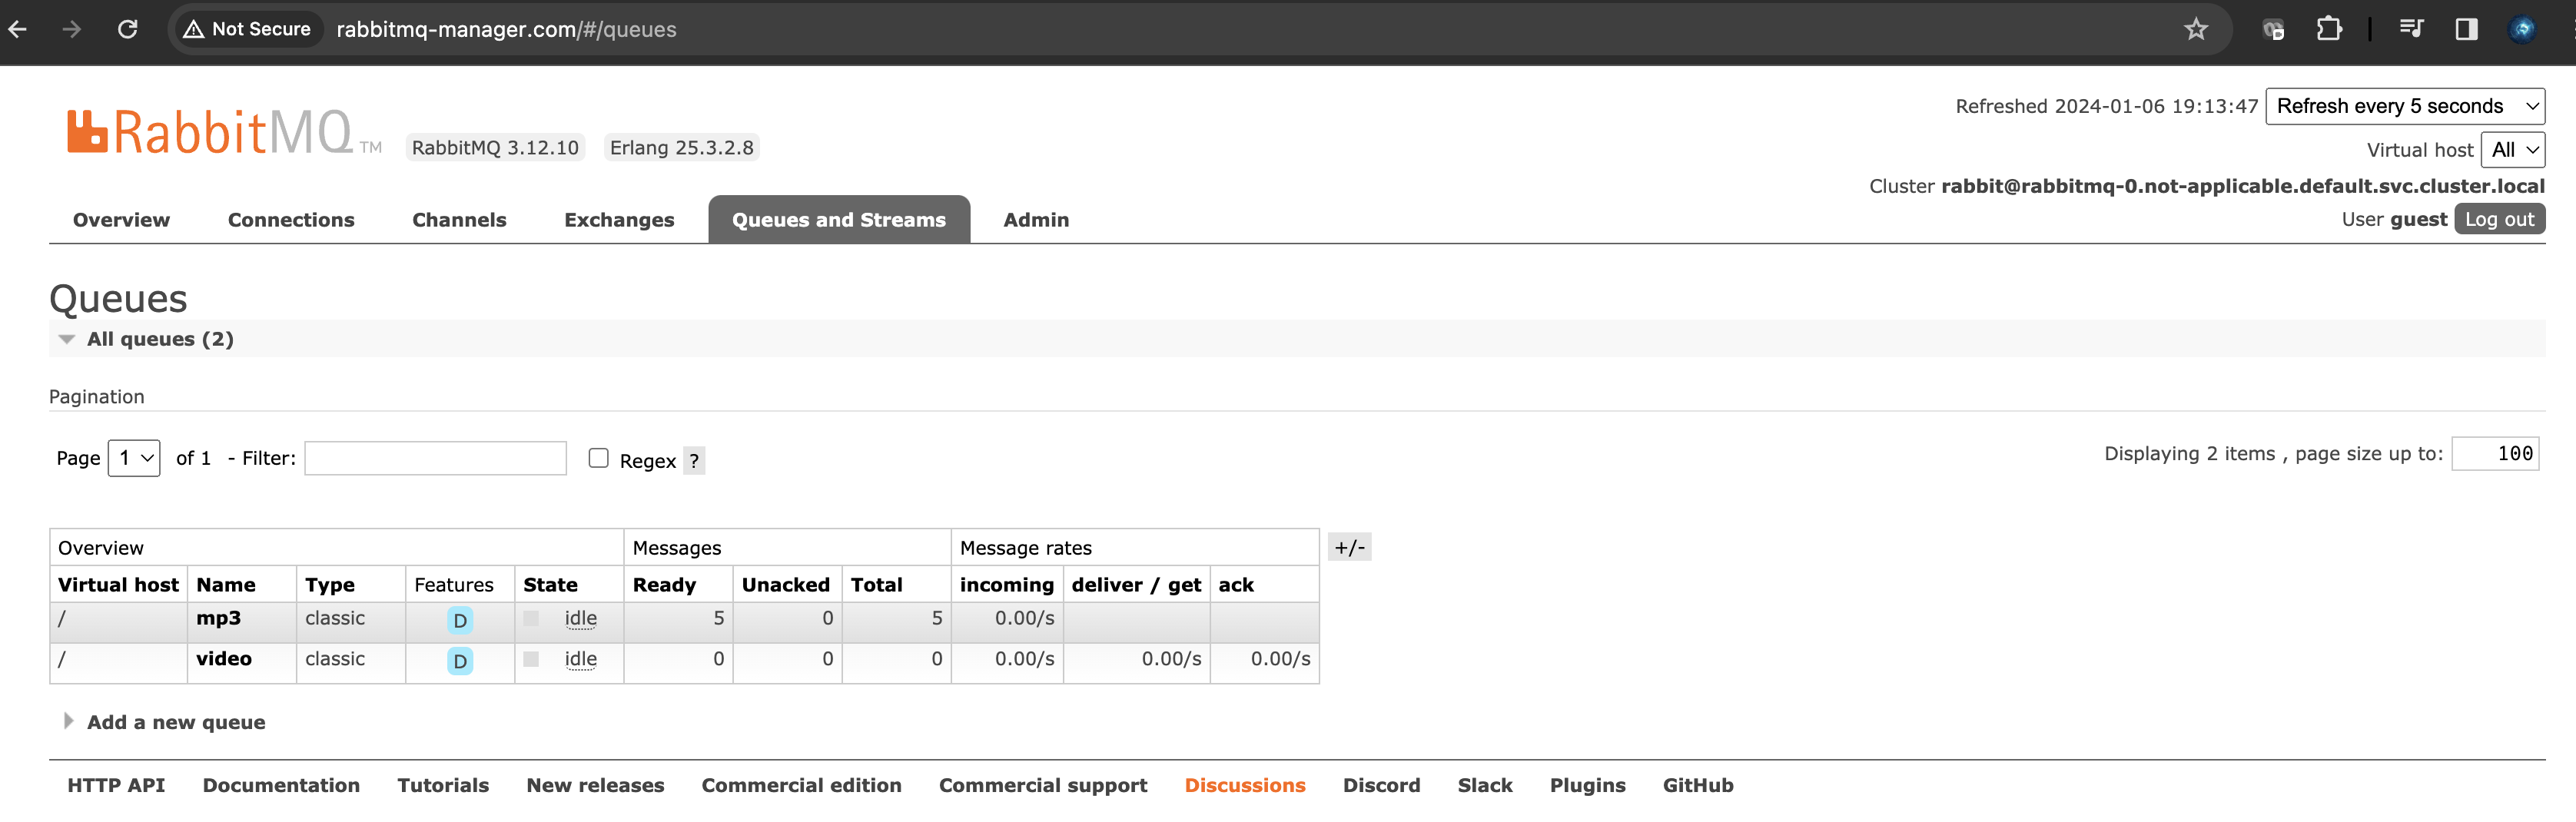 Not Secure rabbitmq-manager.com/#/queues
RabbitMQ TM RabbitMQ 3.12.10 Erlang 25.3.2.8
Refreshed 2024-01-06 19:13:47 Refresh every 5 seconds
Virtual host All
Cluster rabbit@rabbitmq-0.not-applicable.default.svc.cluster.local
User guest Log out
Overview Connections Channels Exchanges Queues and Streams Admin
Queues
All queues (2)
Pagination
Page 1 of 1 - Filter: Regex ? Displaying 2 items , page size up to: 100
Overview Messages Message rates +/-
Virtual host Name Type Features State Ready Unacked Total incoming deliver / get ack
/ mp3 classic D idle 5 0 5 0.00/s
/ video classic D idle 0 0 0 0.00/s 0.00/s 0.00/s
Add a new queue
HTTP API Documentation Tutorials New releases Commercial edition Commercial support Discussions Discord Slack Plugins GitHub